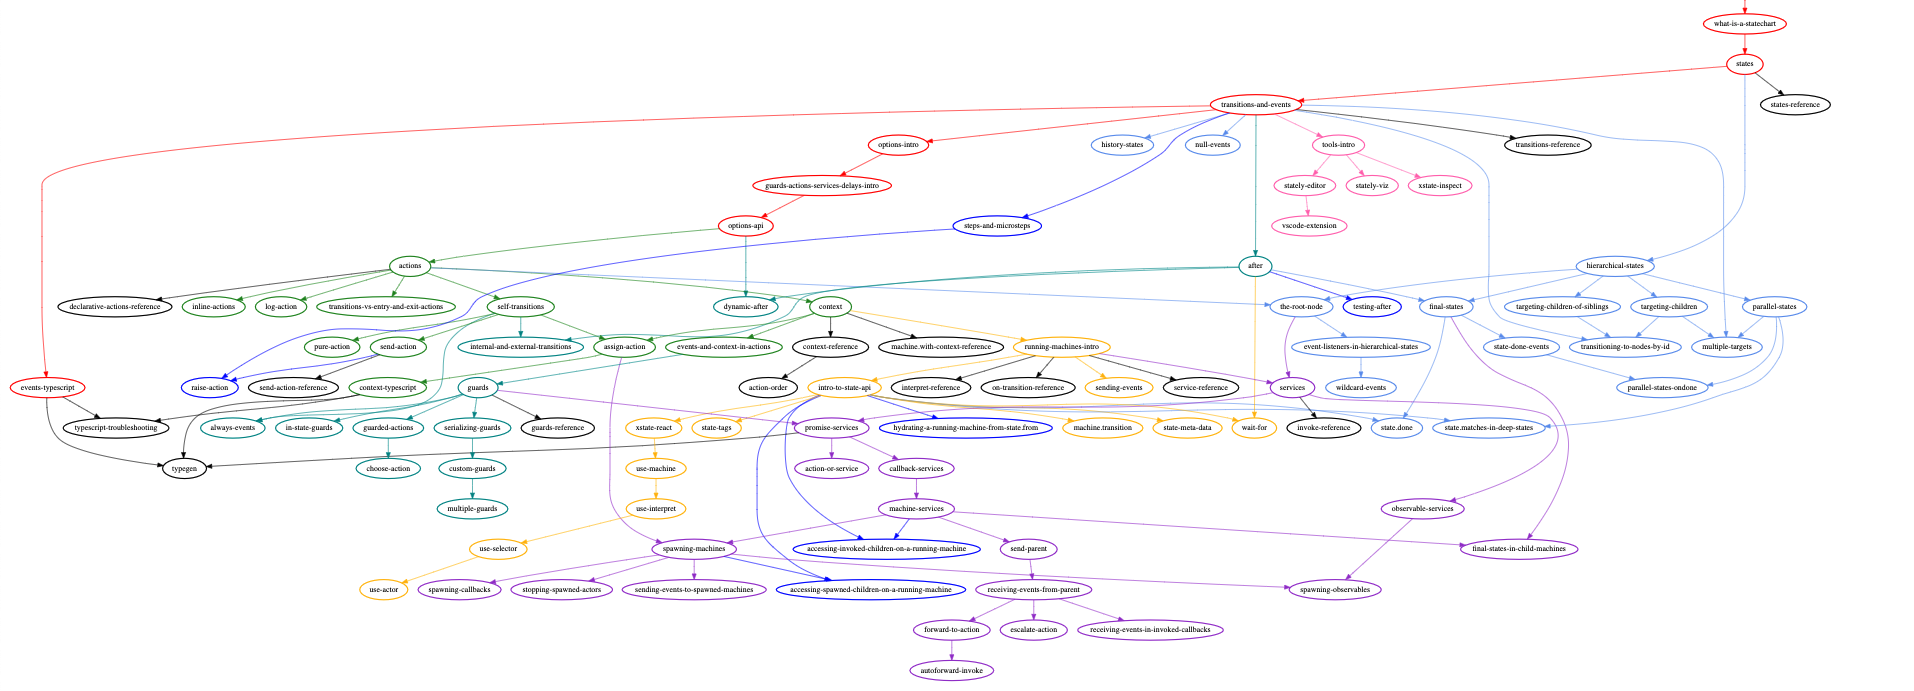 what-is-a-statechart
states
transitions-and-events
states-reference
options-intro
history-states
null-events
tools-intro
transitions-reference
guards-actions-services-delays-intro
stately-editor
stately-viz
xstate-inspect
options-api
steps-and-microsteps
vscode-extension
actions
after
hierarchical-states
declarative-actions-reference
inline-actions
log-action
transitions-vs-entry-and-exit-actions
self-transitions
dynamic-after
context
the-root-node
testing-after
final-states
targeting-children-of-siblings
targeting-children
parallel-states
pure-action
send-action
internal-and-external-transitions
assign-action
events-and-context-in-actions
context-reference
machine.with-context-reference
running-machines-intro
event-listeners-in-hierarchical-states
state-done-events
transitioning-to-nodes-by-id
multiple-targets
events-typescript
raise-action
send-action-reference
context-typescript
guards
action-order
intro-to-state-api
interpret-reference
on-transition-reference
sending-events
service-reference
services
wildcard-events
parallel-states-ondone
typescript-troubleshooting
always-events
in-state-guards
guarded-actions
serializing-guards
guards-reference
xstate-react
state-tags
promise-services
hydrating-a-running-machine-from-state.from
machine.transition
state-meta-data
wait-for
invoke-reference
state.done
state.matches-in-deep-states
typegen
choose-action
custom-guards
use-machine
action-or-service
callback-services
multiple-guards
use-interpret
machine-services
observable-services
use-selector
spawning-machines
accessing-invoked-children-on-a-running-machine
send-parent
final-states-in-child-machines
use-actor
spawning-callbacks
stopping-spawned-actors
sending-events-to-spawned-machines
accessing-spawned-children-on-a-running-machine
receiving-events-from-parent
spawning-observables
forward-to-action
escalate-action
receiving-events-in-invoked-callbacks
autoforward-invoke